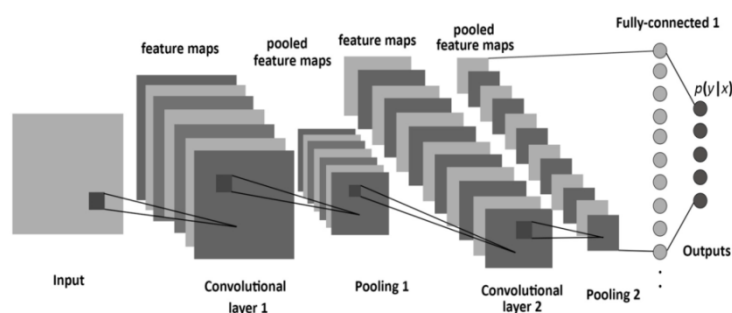 Fully-connected 1
pooled
feature maps
pooled
feature maps
feature maps
feature maps
p(y|x)
Outputs
Input
Convolutional
layer 1
Pooling 1
Convolutional
layer 2
Pooling 2